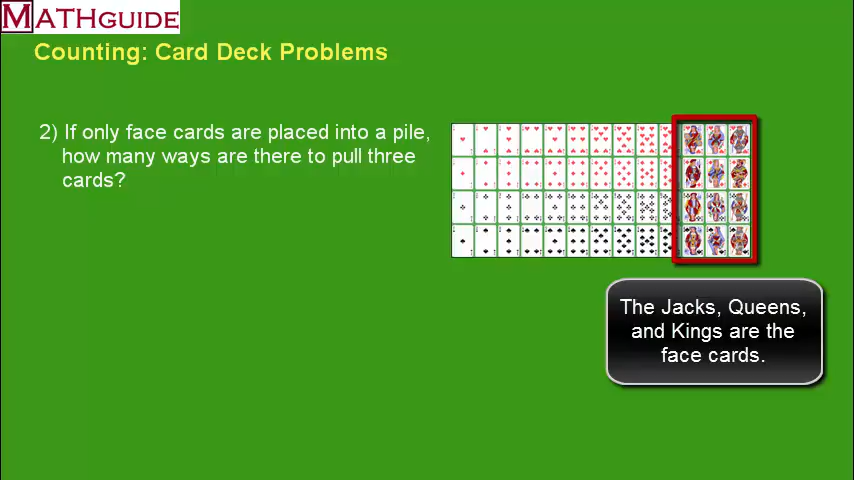 MATHGUIDE
Counting: Card Deck Problems
2) If only face cards are placed into a pile,
how many ways are there to pull three
cards?
The Jacks, Queens,
and Kings are the
face cards.